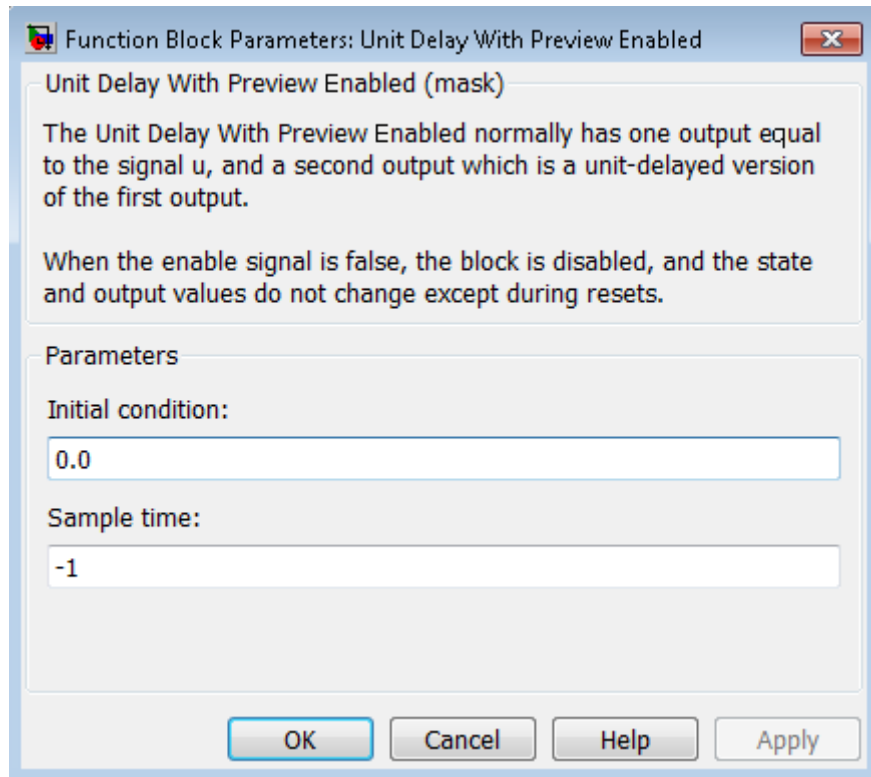 Function Block Parameters: Unit Delay With Preview Enabled
Unit Delay With Preview Enabled (mask)
The Unit Delay With Preview Enabled normally has one output equal
to the signal u, and a second output which is a unit-delayed version
of the first output.
When the enable signal is false, the block is disabled, and the state
and output values do not change except during resets.
Parameters
Initial condition:
0.0
Sample time:
-1
OK Cancel Help Apply